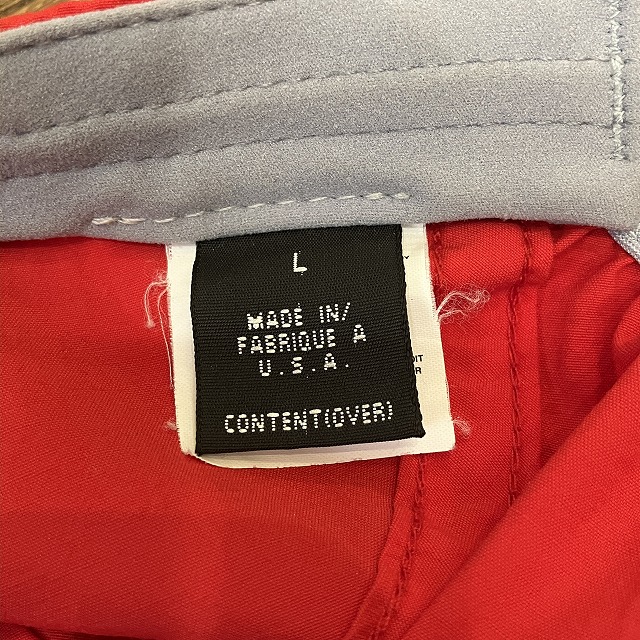 L
MADE IN/
FABRIQUE A
U.S.A.
CONTENT(OVER)